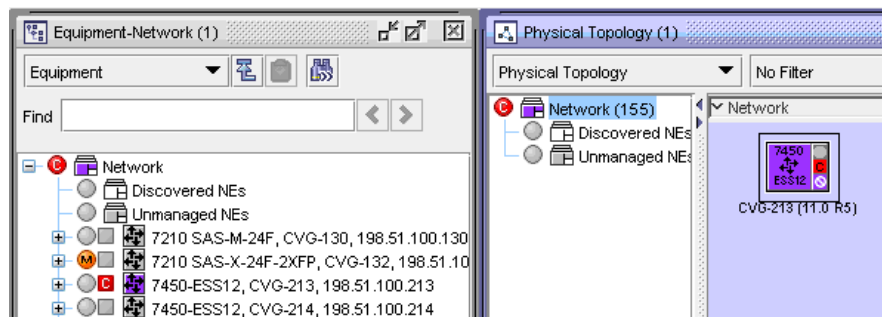 Equipment-Network (1)
Equipment
Find
C Network
Discovered NEs
Unmanaged NEs
7210 SAS-M-24F, CVG-130, 198.51.100.130
M 7210 SAS-X-24F-2XFP, CVG-132, 198.51.10
C 7450-ESS12, CVG-213, 198.51.100.213
7450-ESS12, CVG-214, 198.51.100.214
Physical Topology (1)
Physical Topology
No Filter
C Network (155)
Discovered NEs
Unmanaged NEs
Network
7450
C
ESS12
CVG-213 (11.0 R5)